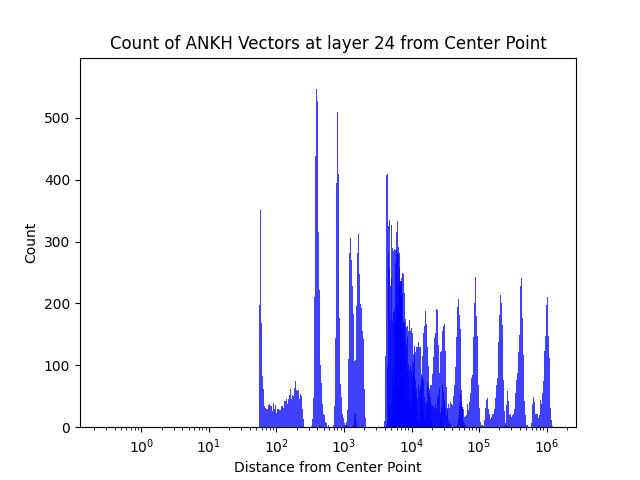 Count of ANKH Vectors at layer 24 from Center Point
Count
500
400
300
200
100
0
10⁰ 10¹ 10² 10³ 10⁴ 10⁵ 10⁶
Distance from Center Point